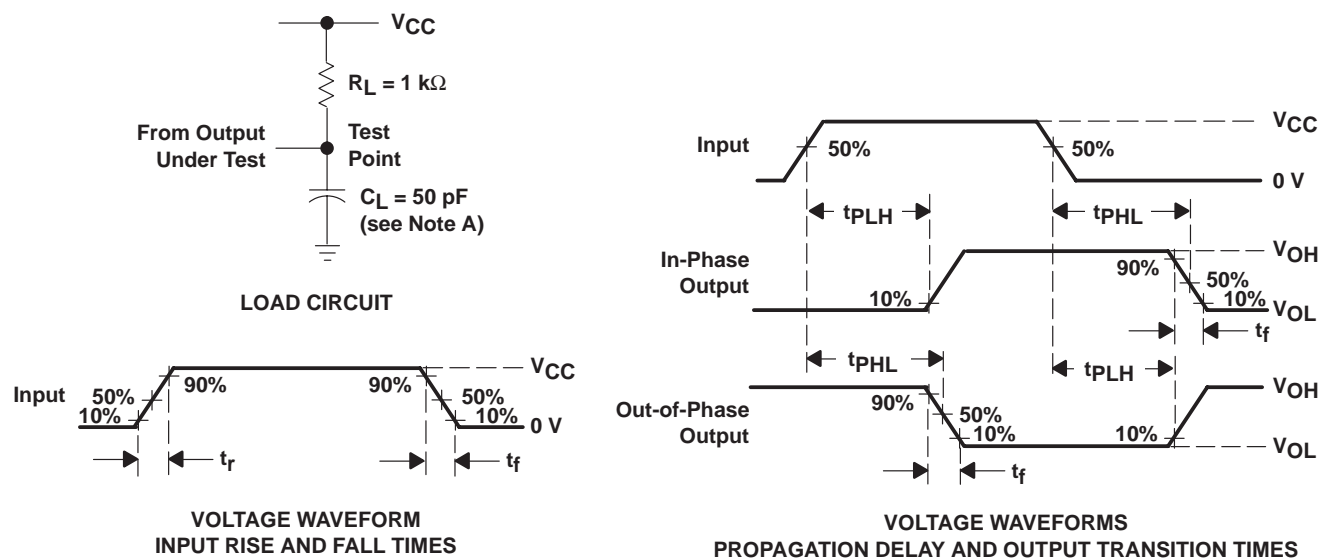 VCC
RL = 1 kΩ
From Output
Under Test
Test
Point
CL = 50 pF
(see Note A)
LOAD CIRCUIT
Input
10%
50%
90%
90%
50%
10%
VCC
0 V
tr
tf
VOLTAGE WAVEFORM
INPUT RISE AND FALL TIMES
Input
50%
50%
VCC
0 V
tPLH
tPHL
In-Phase
Output
10%
90%
50%
10%
VOH
VOL
tf
tPHL
tPLH
Out-of-Phase
Output
90%
50%
10%
10%
VOH
VOL
tf
VOLTAGE WAVEFORMS
PROPAGATION DELAY AND OUTPUT TRANSITION TIMES